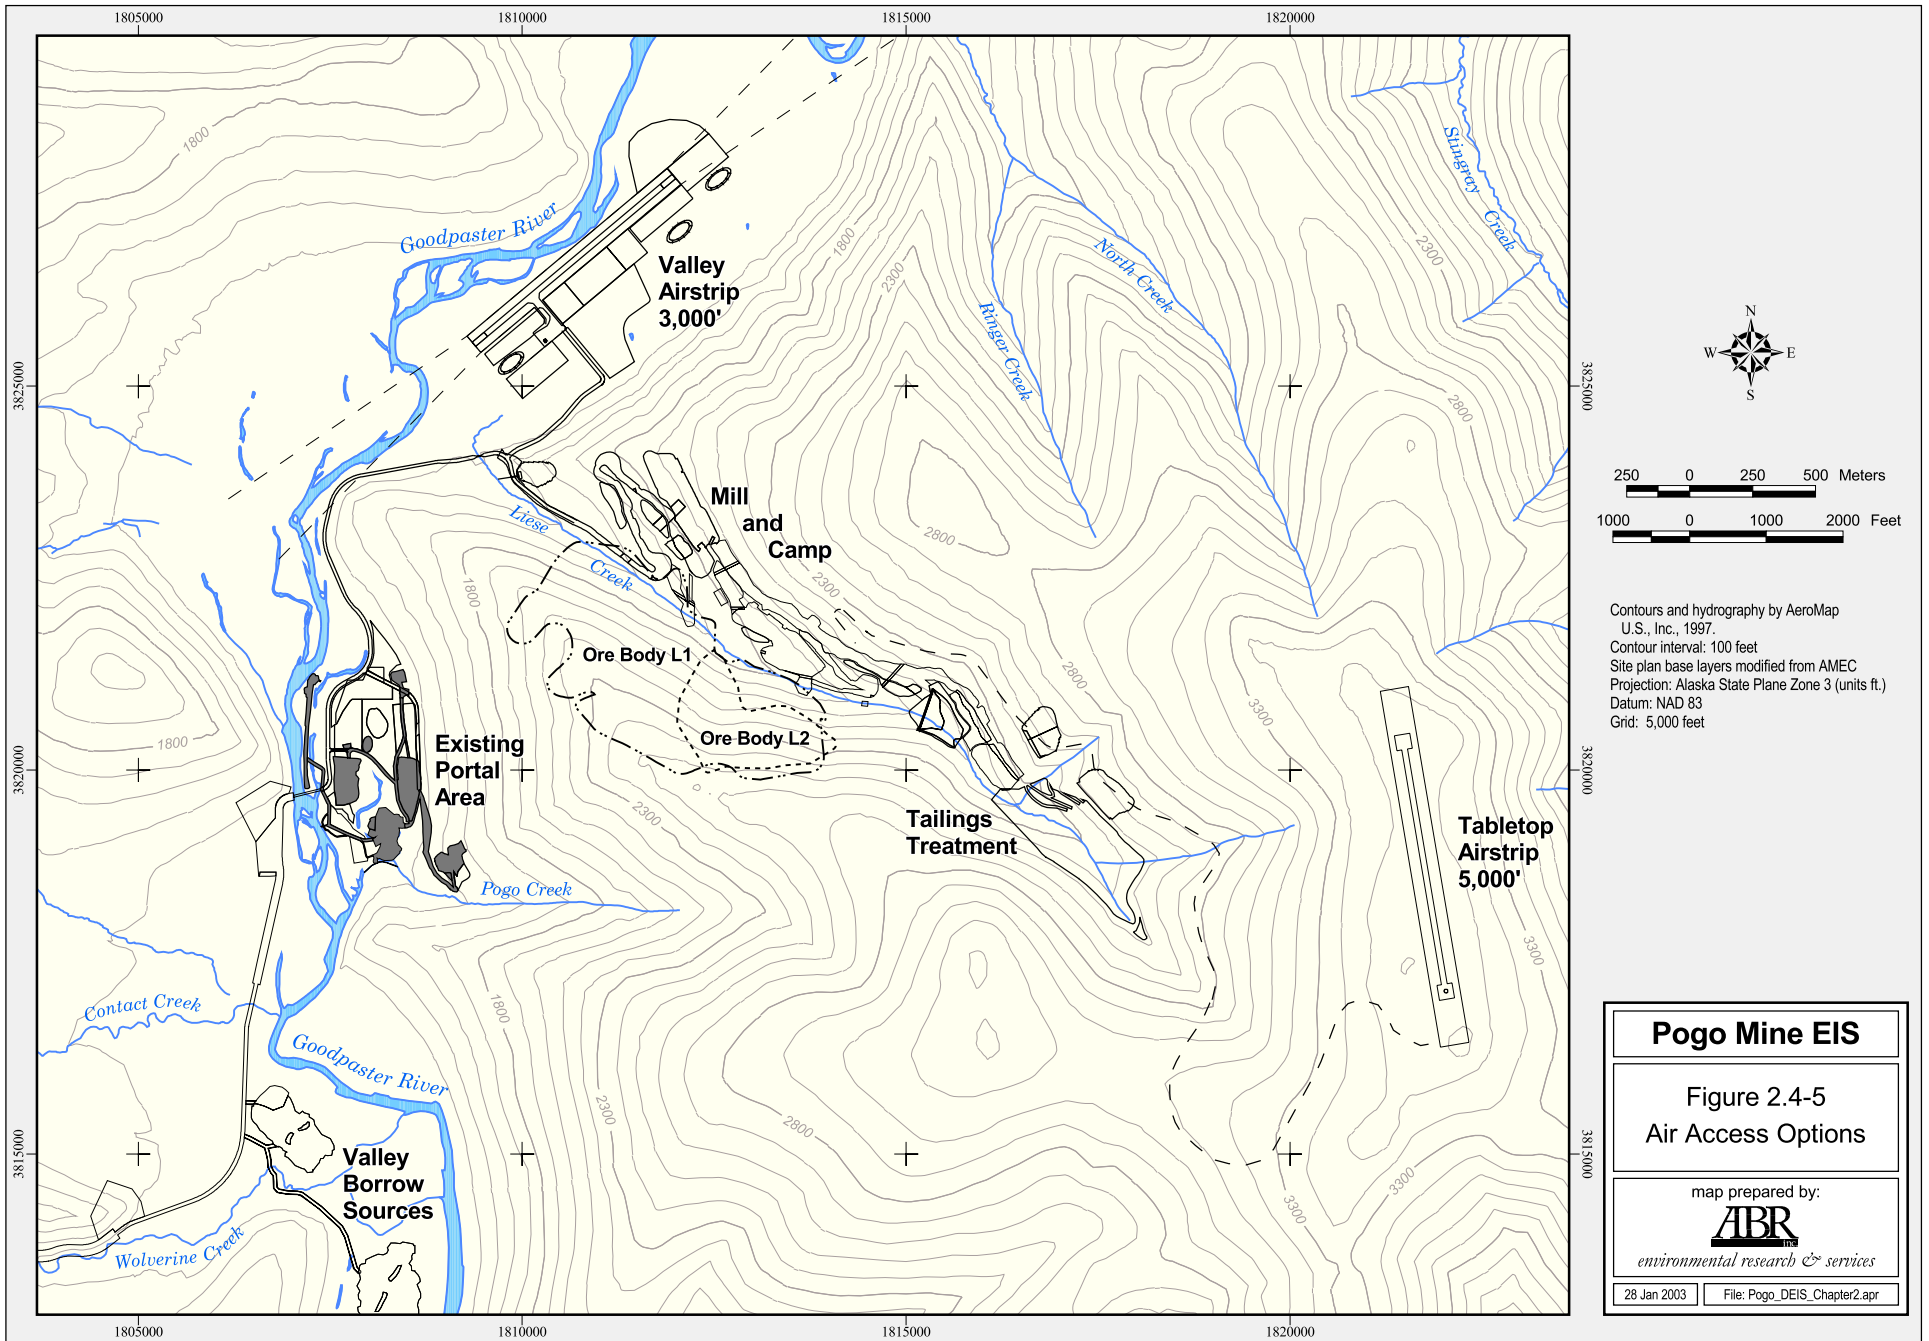 1805000
1810000
1815000
1820000
3825000
3820000
3815000
3825000
3820000
3815000
1805000
1810000
1815000
1820000
1800
Goodpaster River
Valley
Airstrip
3,000'
1800
2300
North Creek
Ringer Creek
Stingray
Creek
2300
2800
Mill
and
Camp
Liese
Creek
2800
2300
1800
Ore Body L1
Ore Body L2
2800
3300
1800
Existing
Portal
Area
2300
Tailings
Treatment
Tabletop
Airstrip
5,000'
Pogo Creek
3300
1800
Contact Creek
Goodpaster River
2300
2800
3300
3300
Valley
Borrow
Sources
Wolverine Creek
N
W
E
S
250 0 250 500 Meters
1000 0 1000 2000 Feet
Contours and hydrography by AeroMap
U.S., Inc., 1997.
Contour interval: 100 feet
Site plan base layers modified from AMEC
Projection: Alaska State Plane Zone 3 (units ft.)
Datum: NAD 83
Grid: 5,000 feet
Pogo Mine EIS
Figure 2.4-5
Air Access Options
map prepared by:
ABR
inc.
environmental research & services
28 Jan 2003
File: Pogo_DEIS_Chapter2.apr